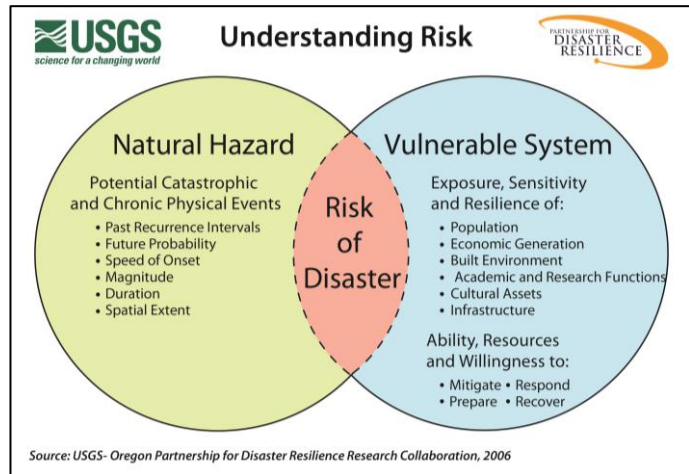 USGS
science for a changing world
Understanding Risk
PARTNERSHIP FOR
DISASTER
RESILIENCE
Natural Hazard
Potential Catastrophic
and Chronic Physical Events
• Past Recurrence Intervals
• Future Probability
• Speed of Onset
• Magnitude
• Duration
• Spatial Extent
Risk
of
Disaster
Vulnerable System
Exposure, Sensitivity
and Resilience of:
• Population
• Economic Generation
• Built Environment
• Academic and Research Functions
• Cultural Assets
• Infrastructure
Ability, Resources
and Willingness to:
• Mitigate • Respond
• Prepare • Recover
Source: USGS- Oregon Partnership for Disaster Resilience Research Collaboration, 2006